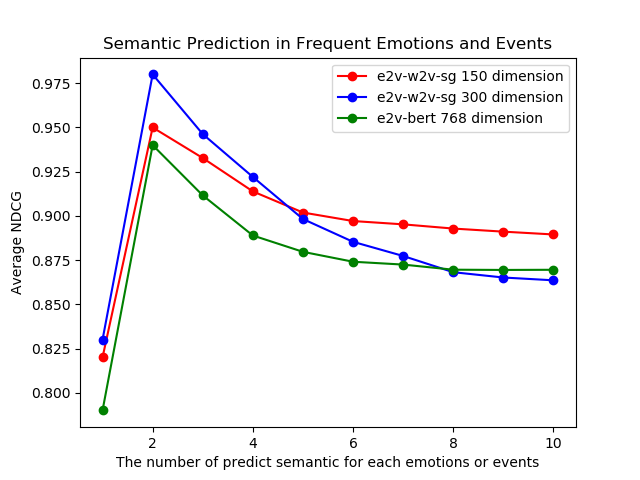 Semantic Prediction in Frequent Emotions and Events
e2v-w2v-sg 150 dimension
e2v-w2v-sg 300 dimension
e2v-bert 768 dimension
Average NDCG
0.975
0.950
0.925
0.900
0.875
0.850
0.825
0.800
2 4 6 8 10
The number of predict semantic for each emotions or events